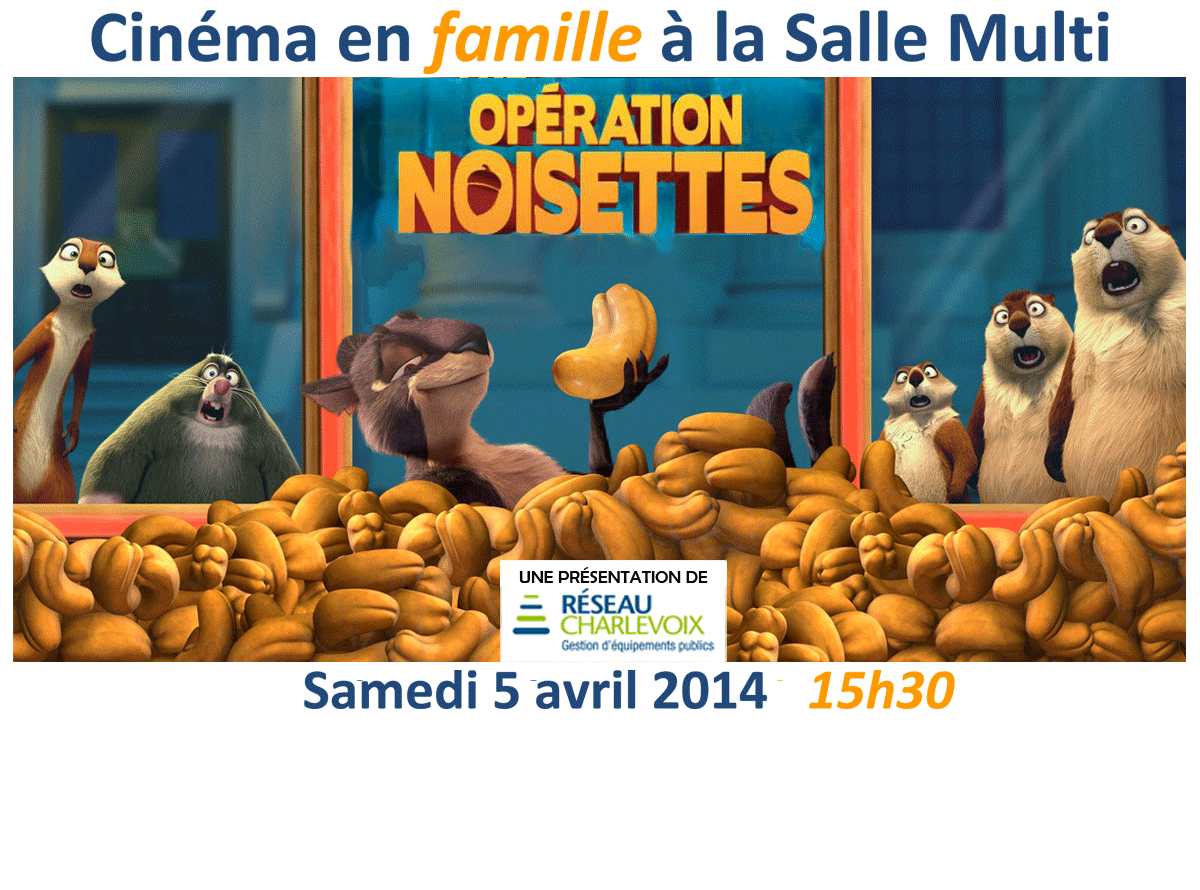 Cinéma en famille à la Salle Multi
OPÉRATION
NOISETTES
UNE PRÉSENTATION DE
RÉSEAU
CHARLEVOIX
Gestion d'équipements publics
Samedi 5 avril 2014 15h30